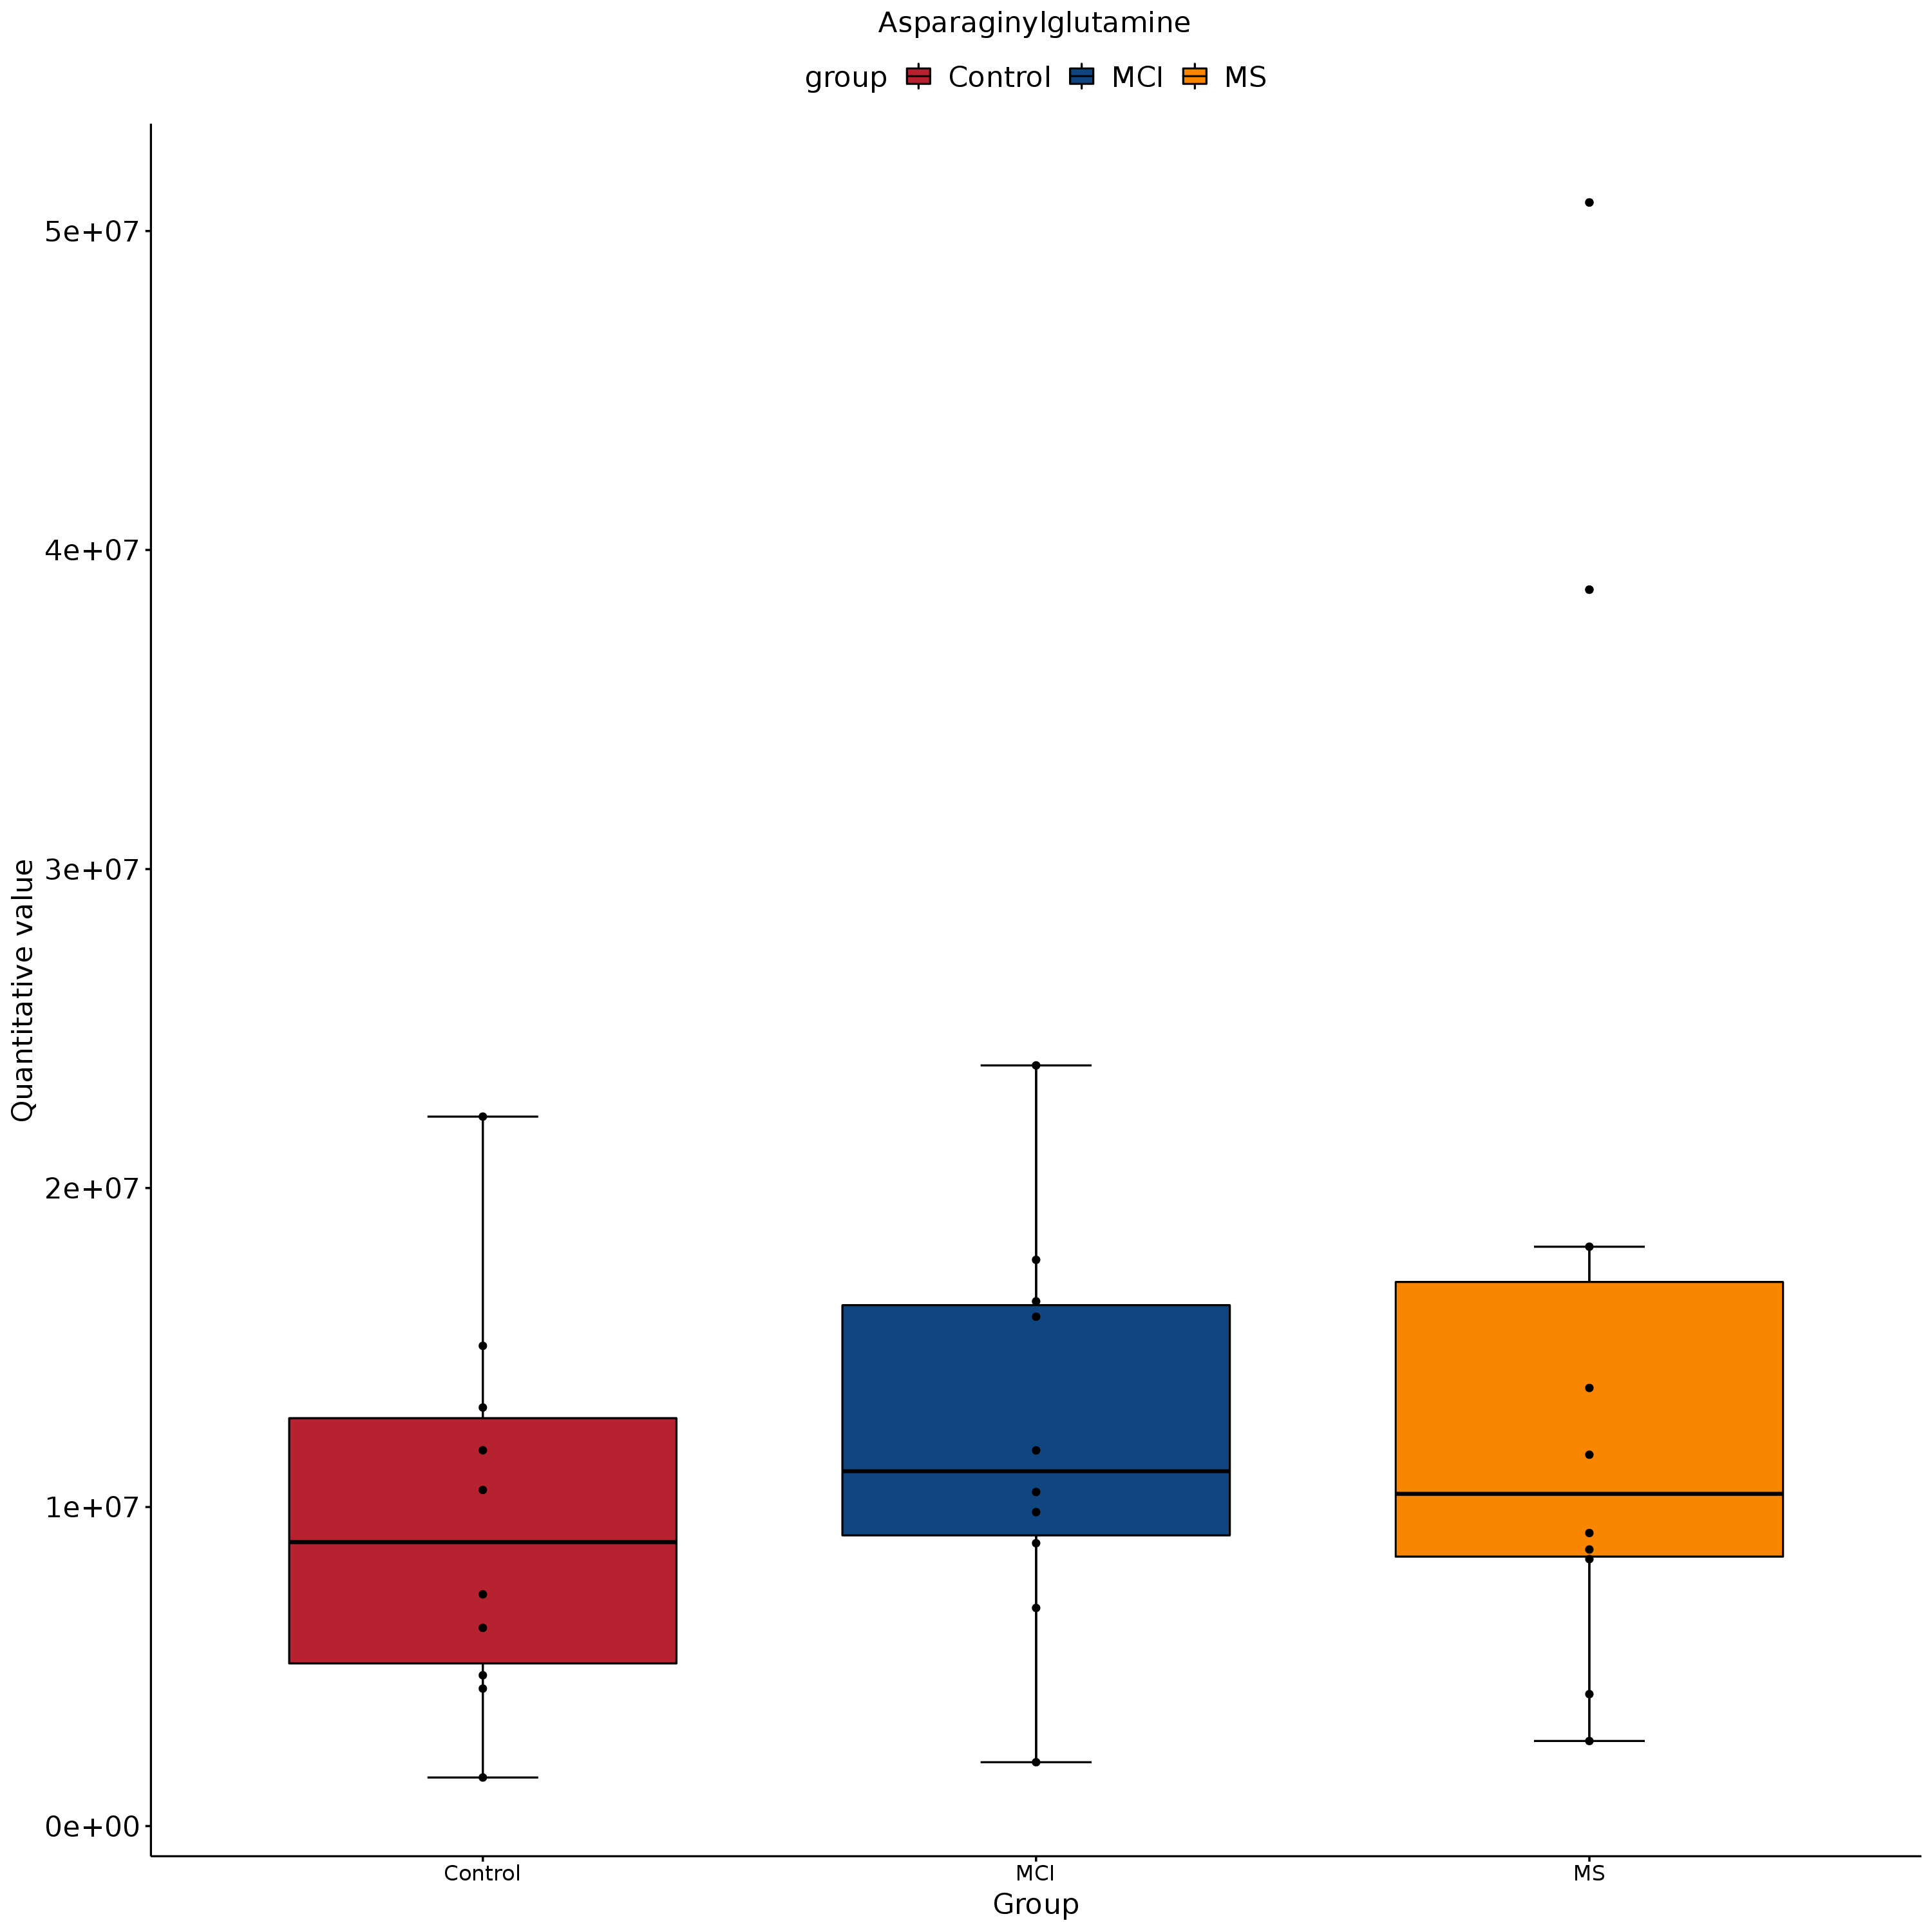 Asparaginylglutamine
group Control MCI MS
5e+07
4e+07
3e+07
2e+07
1e+07
0e+00
Quantitative value
Control MCI MS
Group